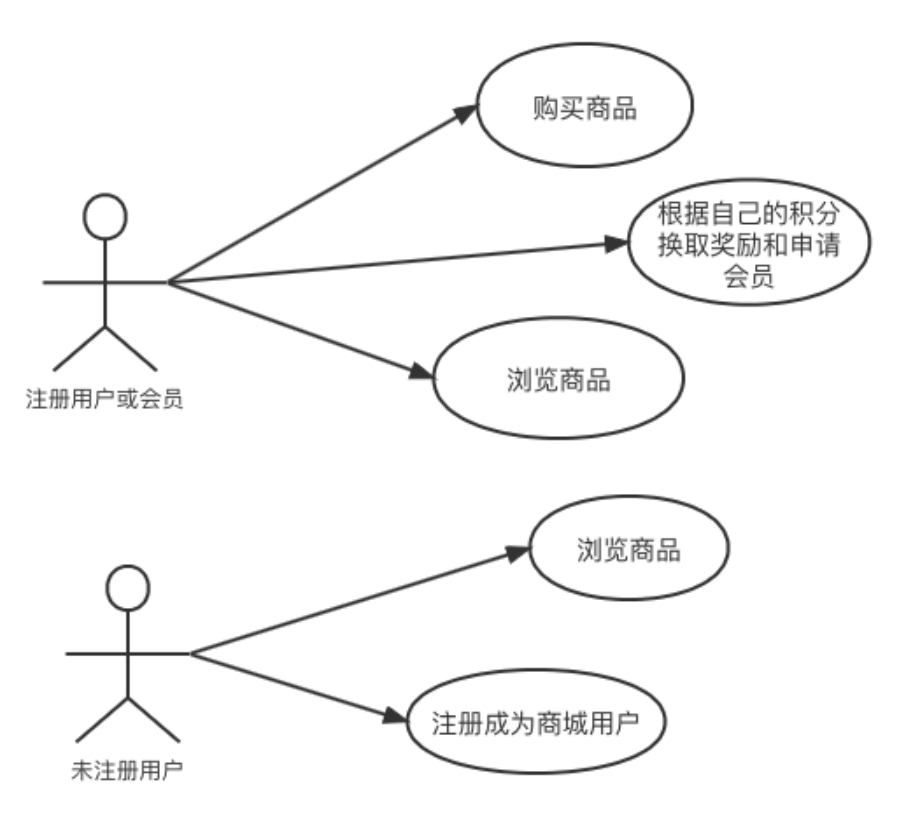 购买商品
根据自己的积分
换取奖励和申请
会员
浏览商品
注册用户或会员
浏览商品
注册成为商城用户
未注册用户